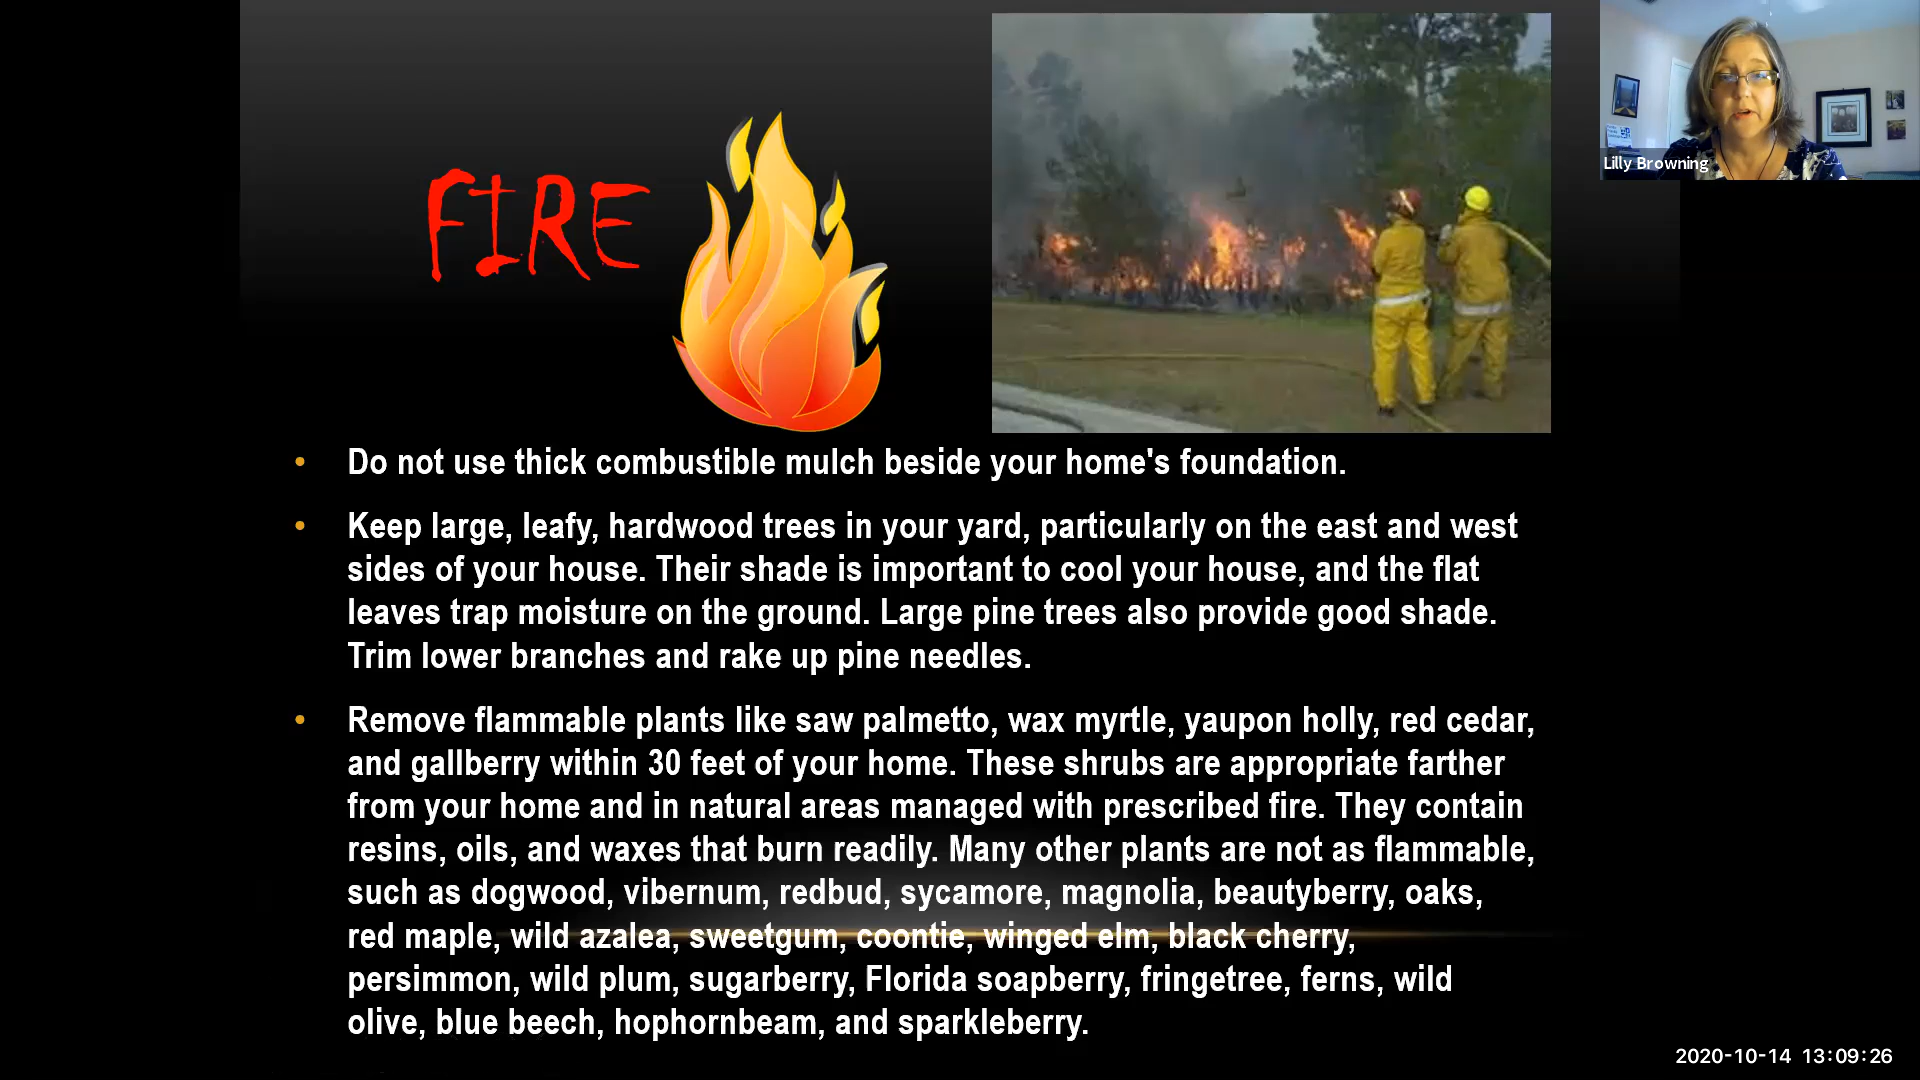 FIRE
Lilly Browning
• Do not use thick combustible mulch beside your home's foundation.
• Keep large, leafy, hardwood trees in your yard, particularly on the east and west
sides of your house. Their shade is important to cool your house, and the flat
leaves trap moisture on the ground. Large pine trees also provide good shade.
Trim lower branches and rake up pine needles.
• Remove flammable plants like saw palmetto, wax myrtle, yaupon holly, red cedar,
and gallberry within 30 feet of your home. These shrubs are appropriate farther
from your home and in natural areas managed with prescribed fire. They contain
resins, oils, and waxes that burn readily. Many other plants are not as flammable,
such as dogwood, vibernum, redbud, sycamore, magnolia, beautyberry, oaks,
red maple, wild azalea, sweetgum, coontie, winged elm, black cherry,
persimmon, wild plum, sugarberry, Florida soapberry, fringetree, ferns, wild
olive, blue beech, hophornbeam, and sparkleberry.
2020-10-14 13:09:26